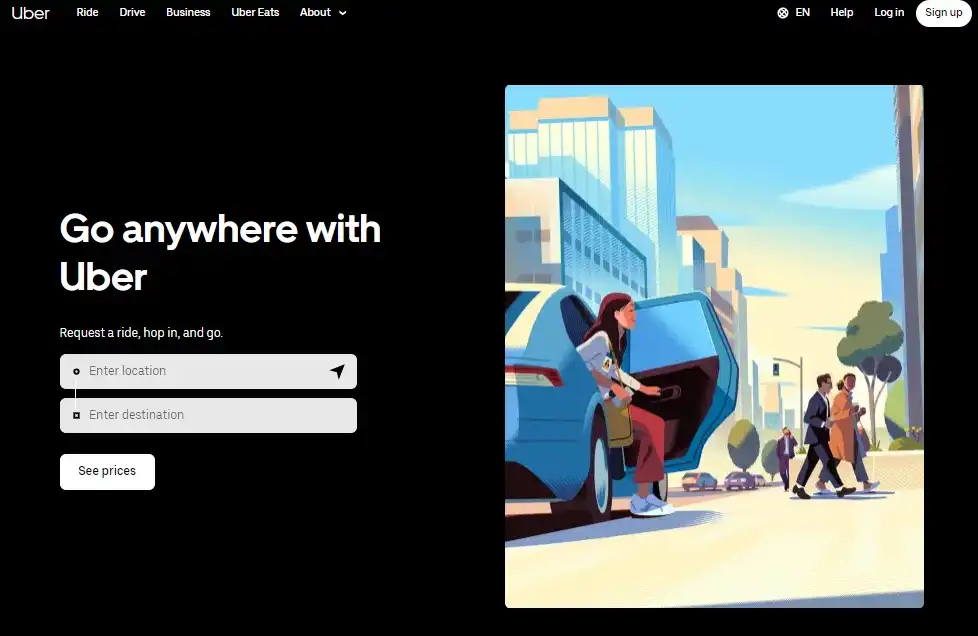 Uber Ride Drive Business Uber Eats About EN Help Log in Sign up
Go anywhere with
Uber
Request a ride, hop in, and go.
Enter location
Enter destination
See prices